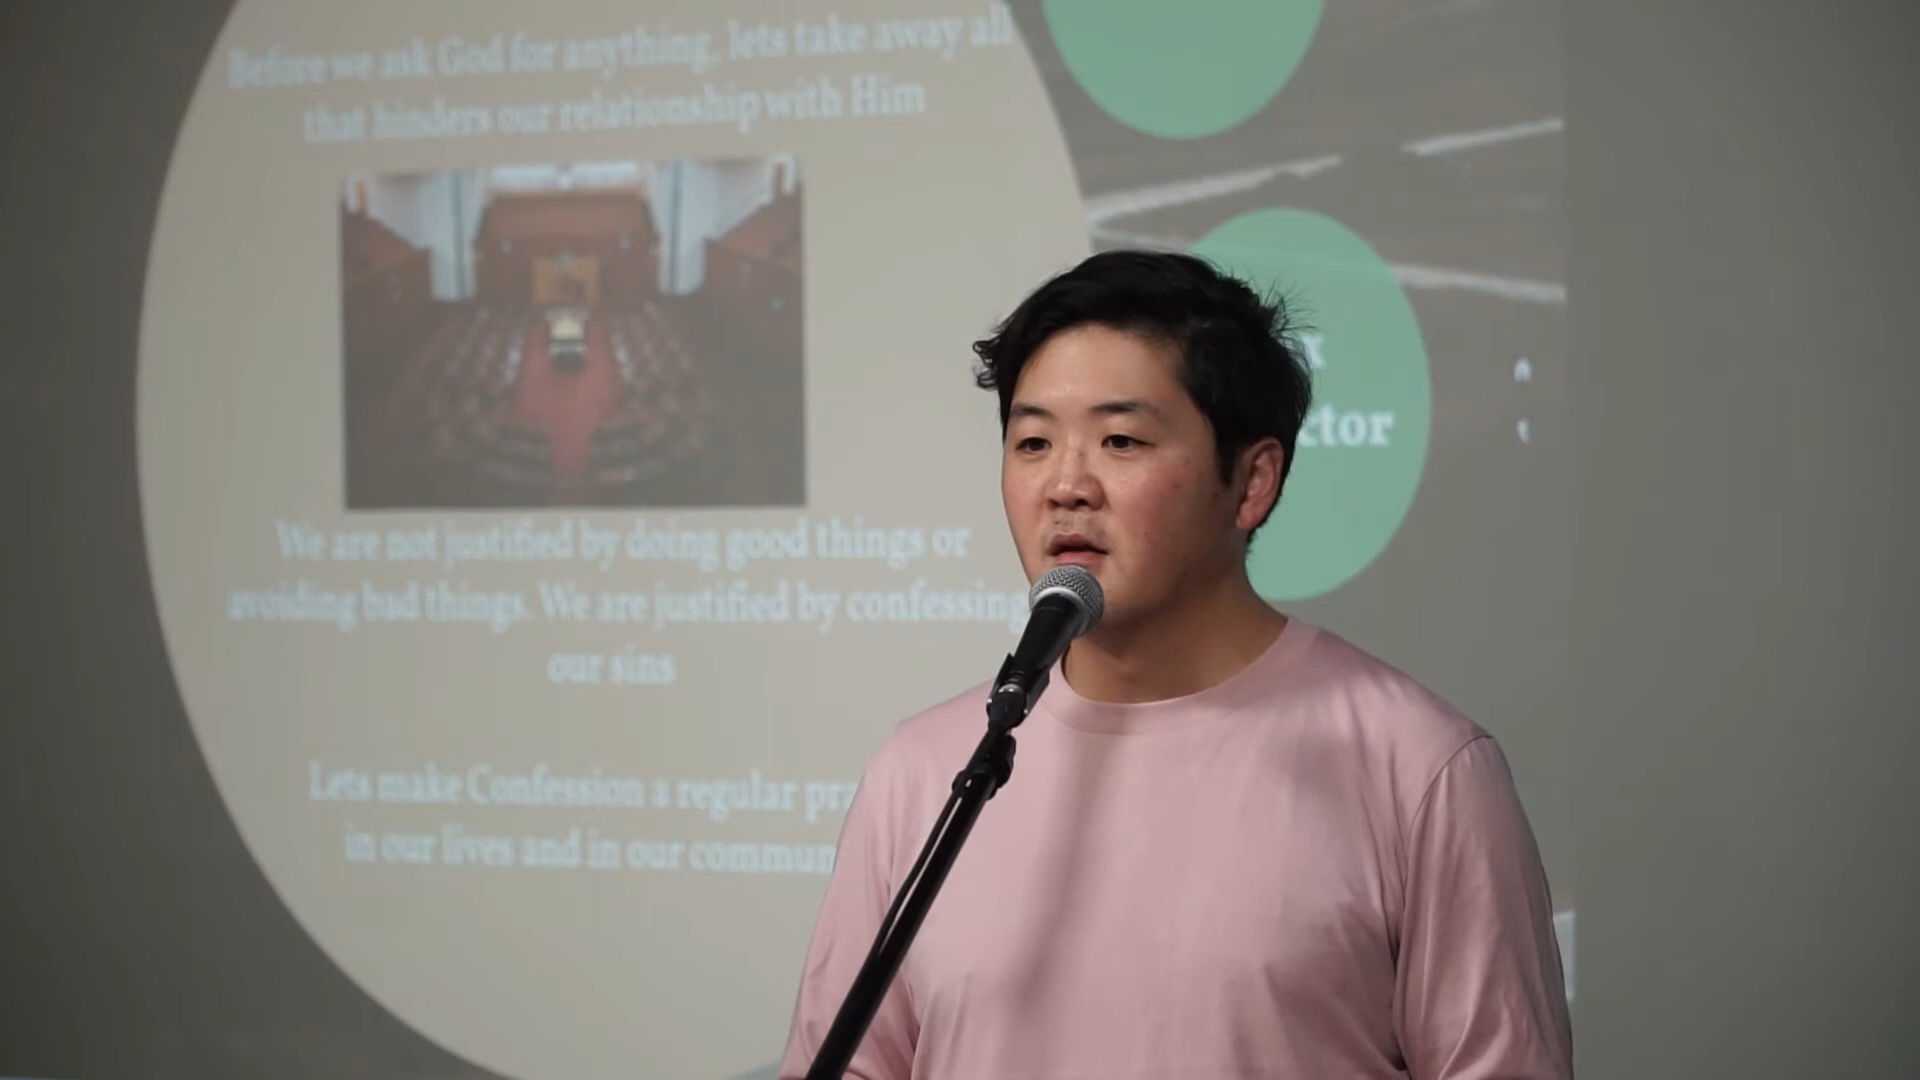 Before we ask God for anything, lets take away all
that hinders our relationship with Him
We are not justified by doing good things or
avoiding bad things. We are justified by confessing
our sins
Lets make Confession a regular pra
in our lives and in our commun
x
ctor